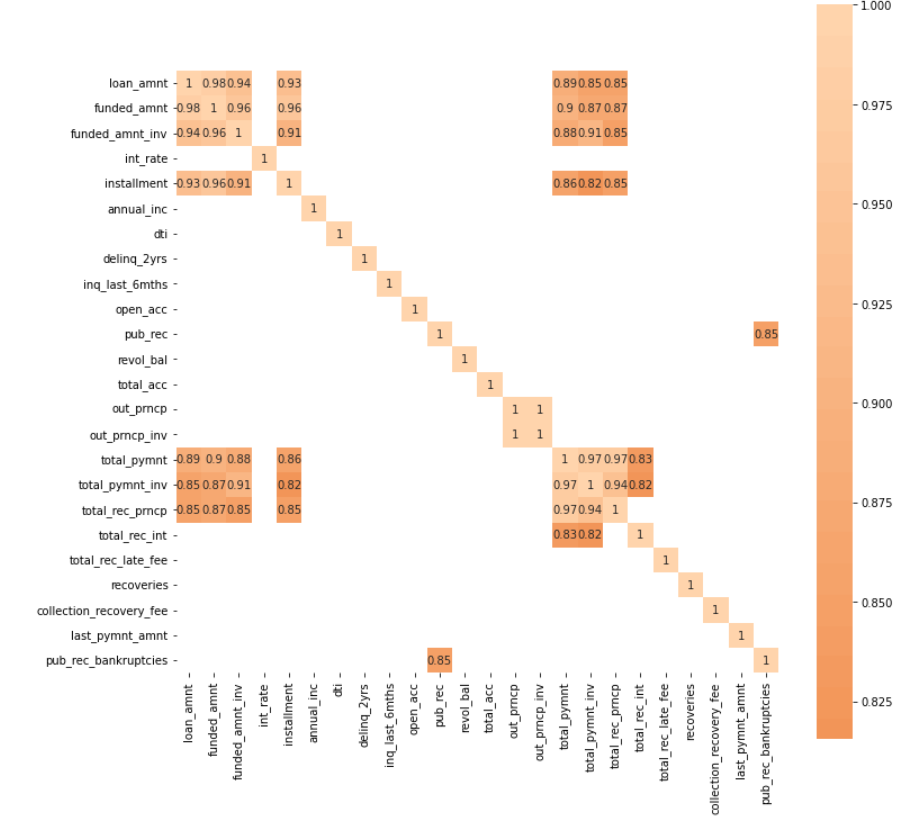 1.000
loan_amnt 1 0.98 0.94 0.93 0.89 0.85 0.85
funded_amnt 0.98 1 0.96 0.96 0.9 0.87 0.87
0.975
funded_amnt_inv 0.94 0.96 1 0.91 0.88 0.91 0.85
int_rate 1
installment 0.93 0.96 0.91 1 0.86 0.82 0.85
0.950
annual_inc 1
dti 1
delinq_2yrs 1
inq_last_6mths 1
0.925
open_acc 1
pub_rec 1 0.85
revol_bal 1
total_acc 1
0.900
out_prncp 1 1
out_prncp_inv 1 1
total_pymnt 0.89 0.9 0.88 0.86 1 0.97 0.97 0.83
total_pymnt_inv 0.85 0.87 0.91 0.82 0.97 1 0.94 0.82
0.875
total_rec_prncp 0.85 0.87 0.85 0.85 0.97 0.94 1
total_rec_int 0.83 0.82 1
total_rec_late_fee 1
recoveries 1
0.850
collection_recovery_fee 1
last_pymnt_amnt 1
pub_rec_bankruptcies 0.85 1
0.825
loan_amnt
funded_amnt
funded_amnt_inv
int_rate
installment
annual_inc
dti
delinq_2yrs
inq_last_6mths
open_acc
pub_rec
revol_bal
total_acc
out_prncp
out_prncp_inv
total_pymnt
total_pymnt_inv
total_rec_prncp
total_rec_int
total_rec_late_fee
recoveries
collection_recovery_fee
last_pymnt_amnt
pub_rec_bankruptcies